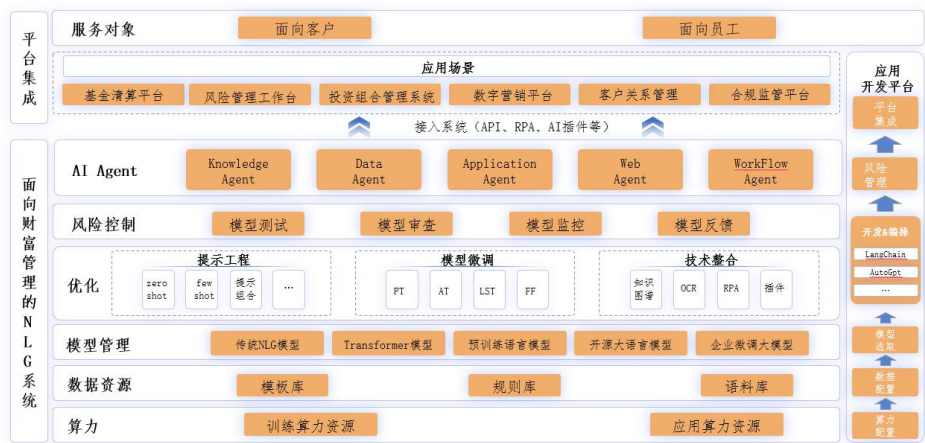 平台集成
服务对象
面向客户
面向员工
应用场景
基金清算平台
风险管理工作台
投资组合管理系统
数字营销平台
客户关系管理
合规监管平台
接入系统(API、RPA、AI插件等)
面向财富管理的NLG系统
AI Agent
Knowledge
Agent
Data
Agent
Application
Agent
Web
Agent
WorkFlow
Agent
风险控制
模型测试
模型审查
模型监控
模型反馈
优化
提示工程
zero
shot
few
shot
提示
组合
...
模型微调
PT
AT
LST
FF
技术整合
知识
图谱
OCR
RPA
插件
模型管理
传统NLG模型
Transformer模型
预训练语言模型
开源大语言模型
企业微调大模型
数据资源
模板库
规则库
语料库
算力
训练算力资源
应用算力资源
应用
开发平台
平台
集成
风险
管理
开发&编排
LangChain
AutoGpt
...
模型
选取
数据
配置
算力
配置